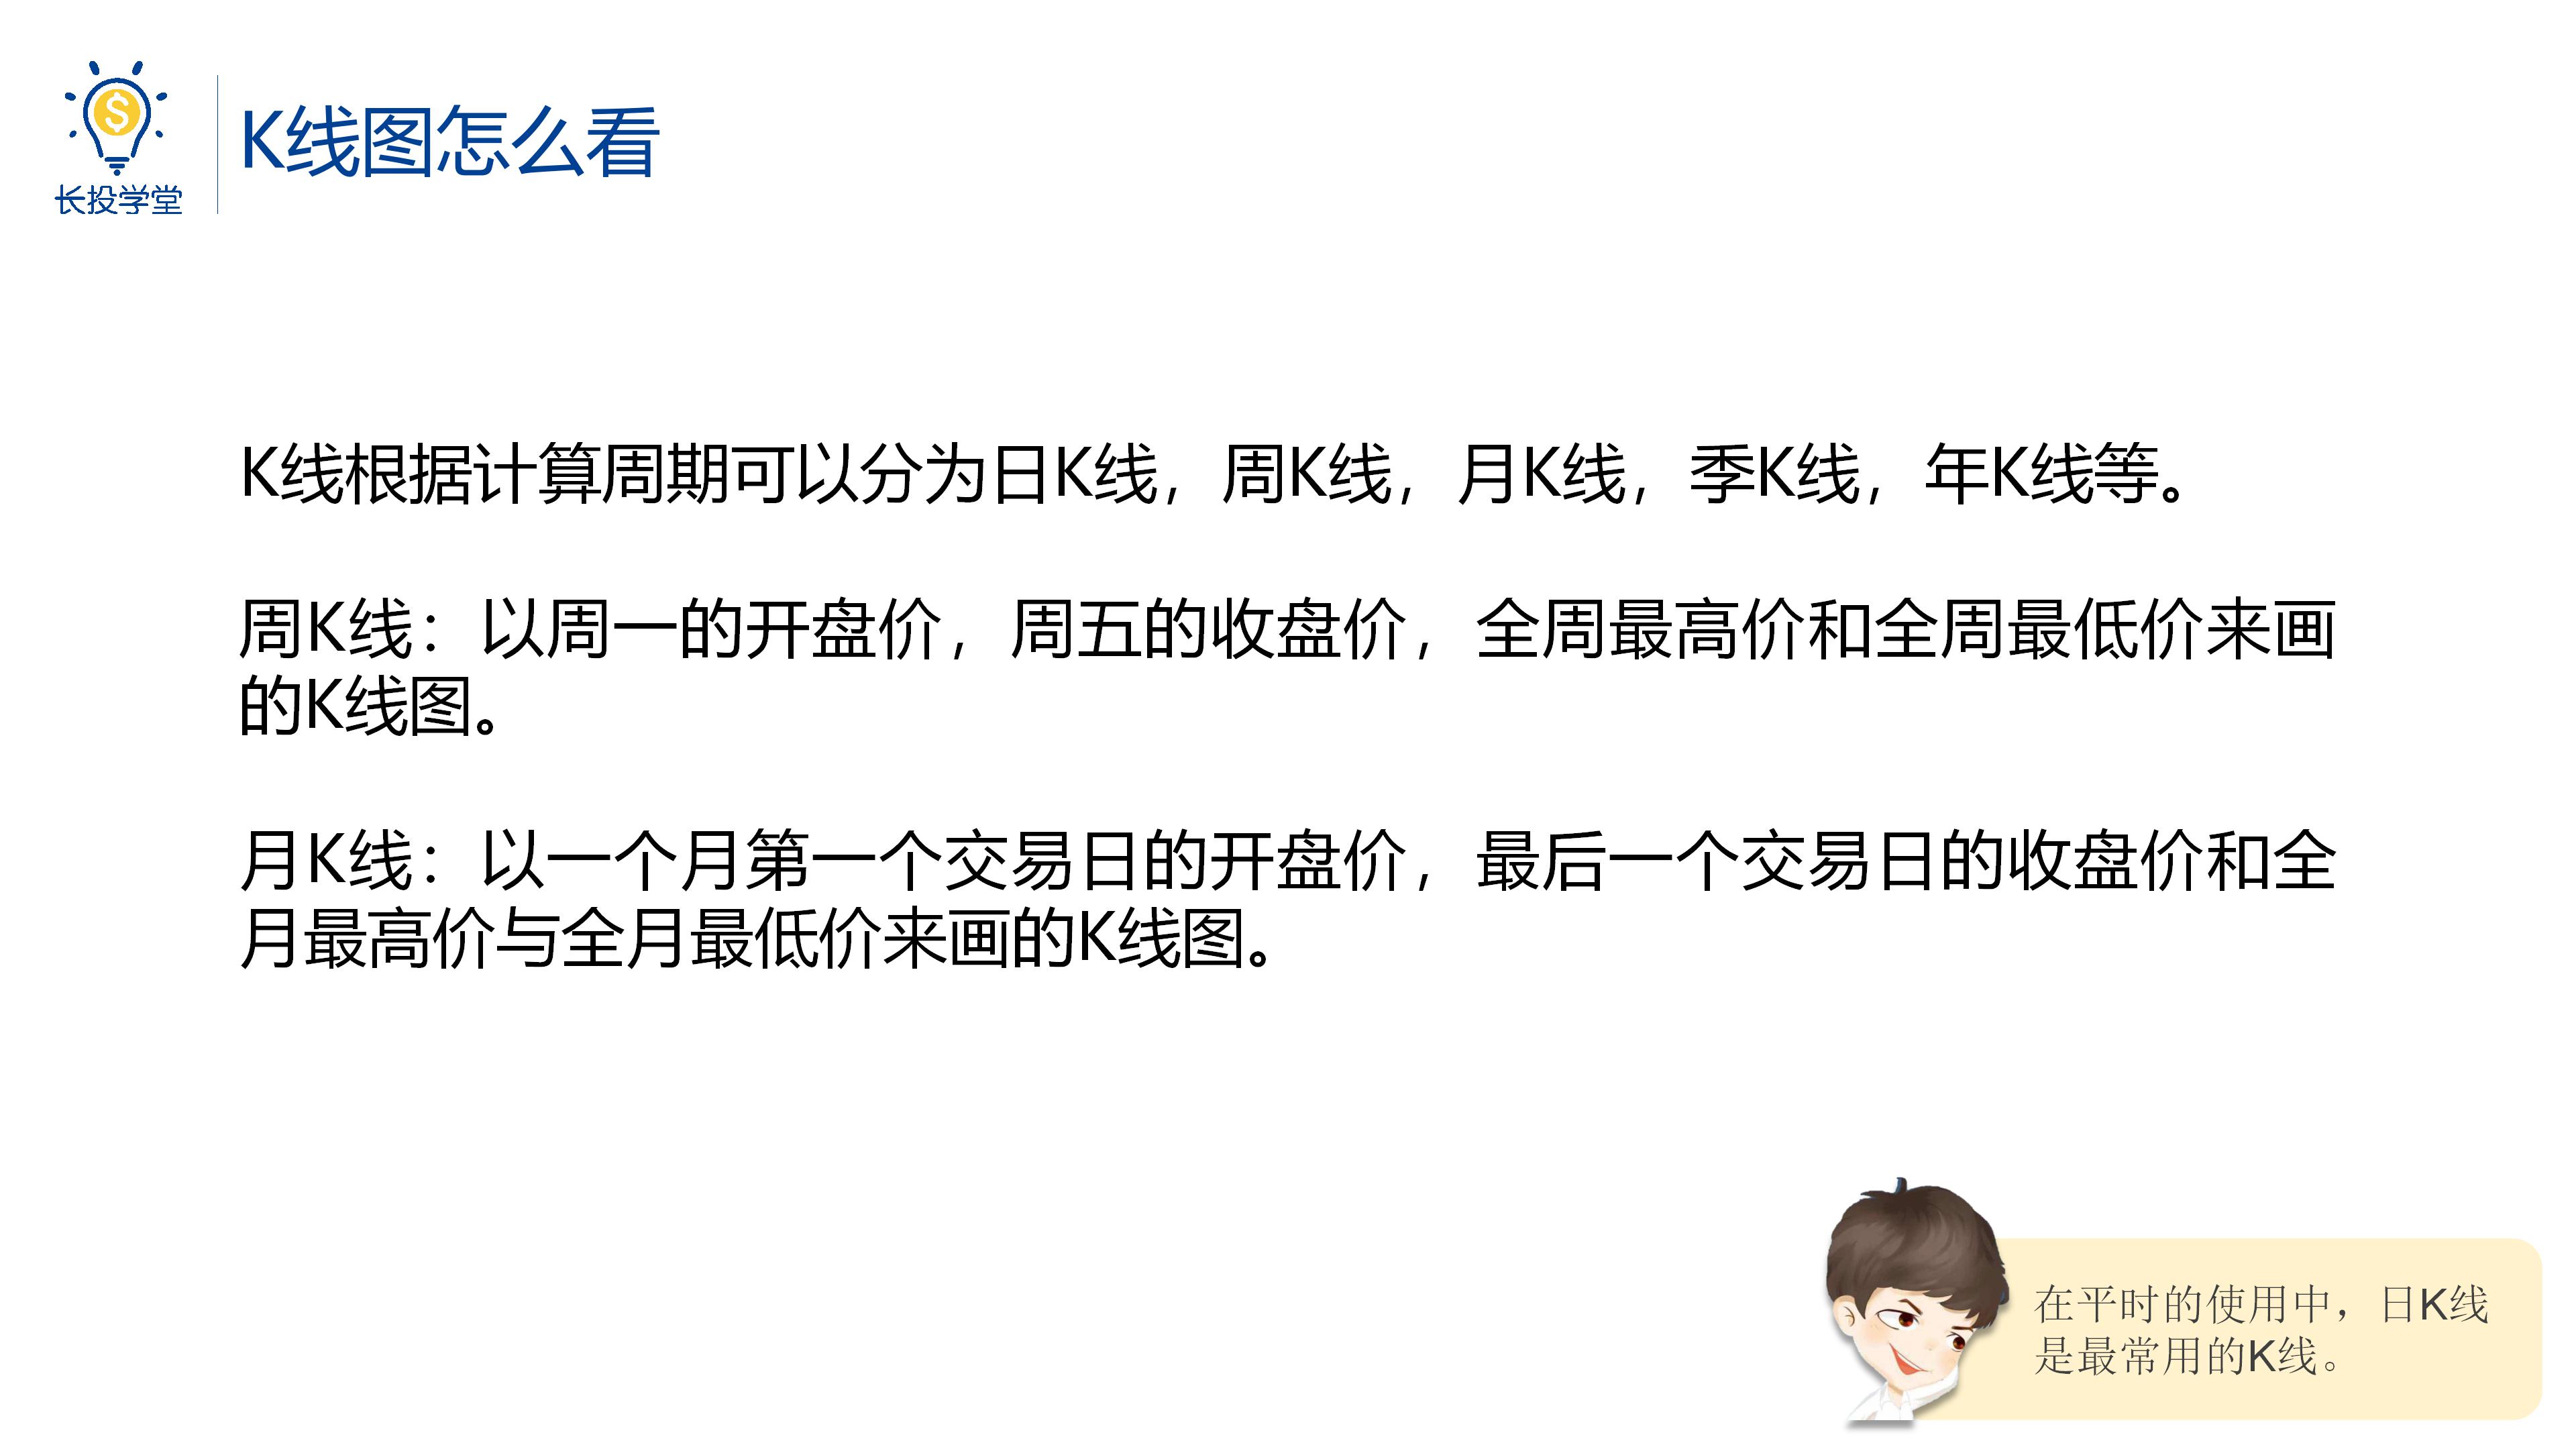 长投学堂
K线图怎么看
K线根据计算周期可以分为日K线，周K线，月K线，季K线，年K线等。
周K线：以周一的开盘价，周五的收盘价，全周最高价和全周最低价来画
的K线图。
月K线：以一个月第一个交易日的开盘价，最后一个交易日的收盘价和全
月最高价与全月最低价来画的K线图。
在平时的使用中，日K线
是最常用的K线。